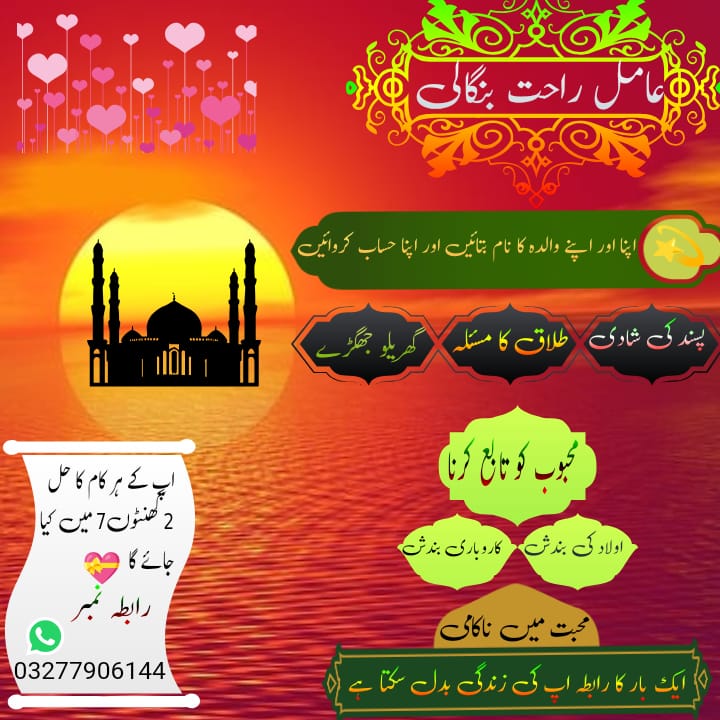 عامل راحت بنگالی
اپنا اور اپنے والدہ کا نام بتائیں اور اپنا حساب کروائیں
پسند کی شادی
طلاق کا مسئلہ
گھریلو جھگڑے
محبوب کو تابع کرنا
اولاد کی بندش
کاروباری بندش
محبت میں ناکامی
ایک بار کا رابطہ اپ کی زندگی بدل سکتا ہے
اپ کے ہر کام کا حل
2 گھنٹوں7 میں کیا
جائے گا
رابطہ نمبر
03277906144